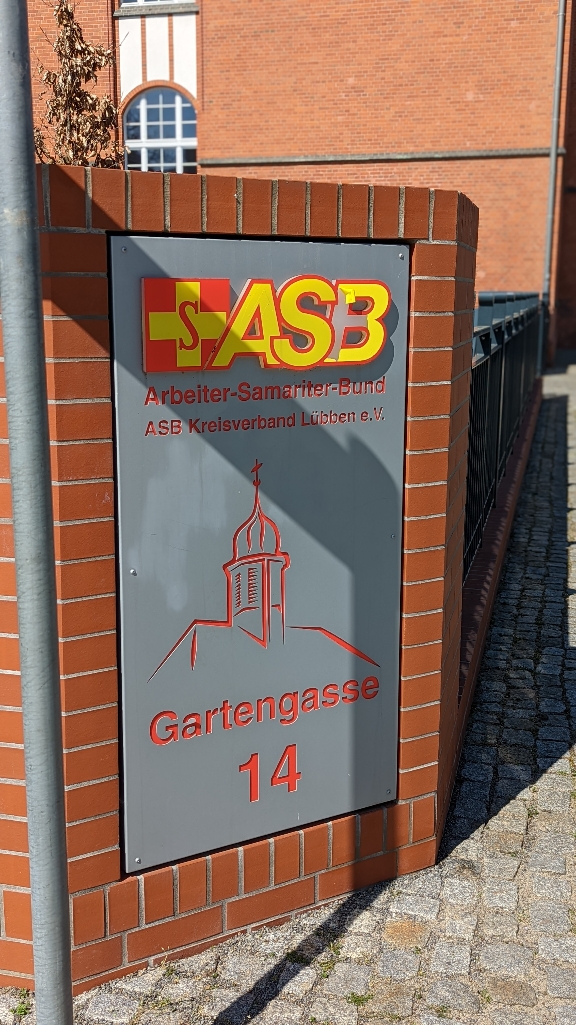 S ASB
Arbeiter-Samariter-Bund
ASB Kreisverband Lübben e.V.
Gartengasse
14